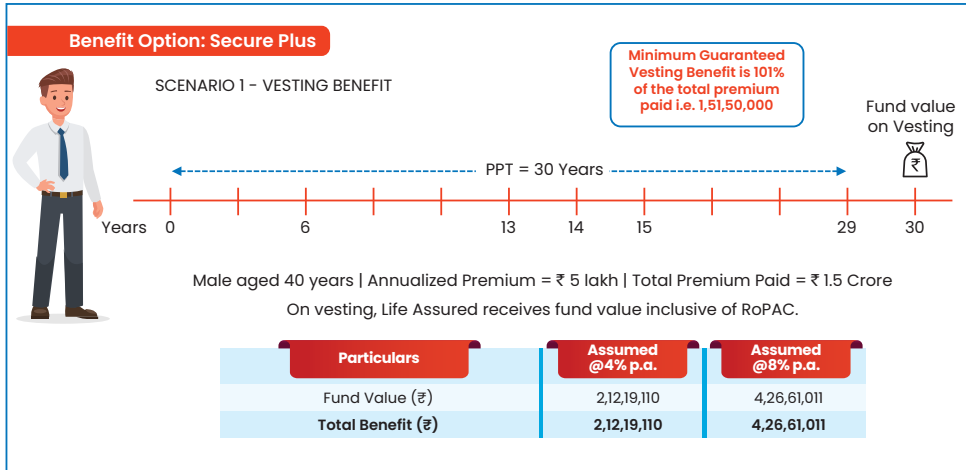 Benefit Option: Secure Plus
SCENARIO 1 - VESTING BENEFIT
Minimum Guaranteed
Vesting Benefit is 101%
of the total premium
paid i.e. 1,51,50,000
Fund value
on Vesting
₹
PPT = 30 Years
Years 0 6 13 14 15 29 30
Male aged 40 years | Annualized Premium = ₹ 5 lakh | Total Premium Paid = ₹ 1.5 Crore
On vesting, Life Assured receives fund value inclusive of RoPAC.
Particulars Assumed @4% p.a. Assumed @8% p.a.
Fund Value (₹) 2,12,19,110 4,26,61,011
Total Benefit (₹) 2,12,19,110 4,26,61,011